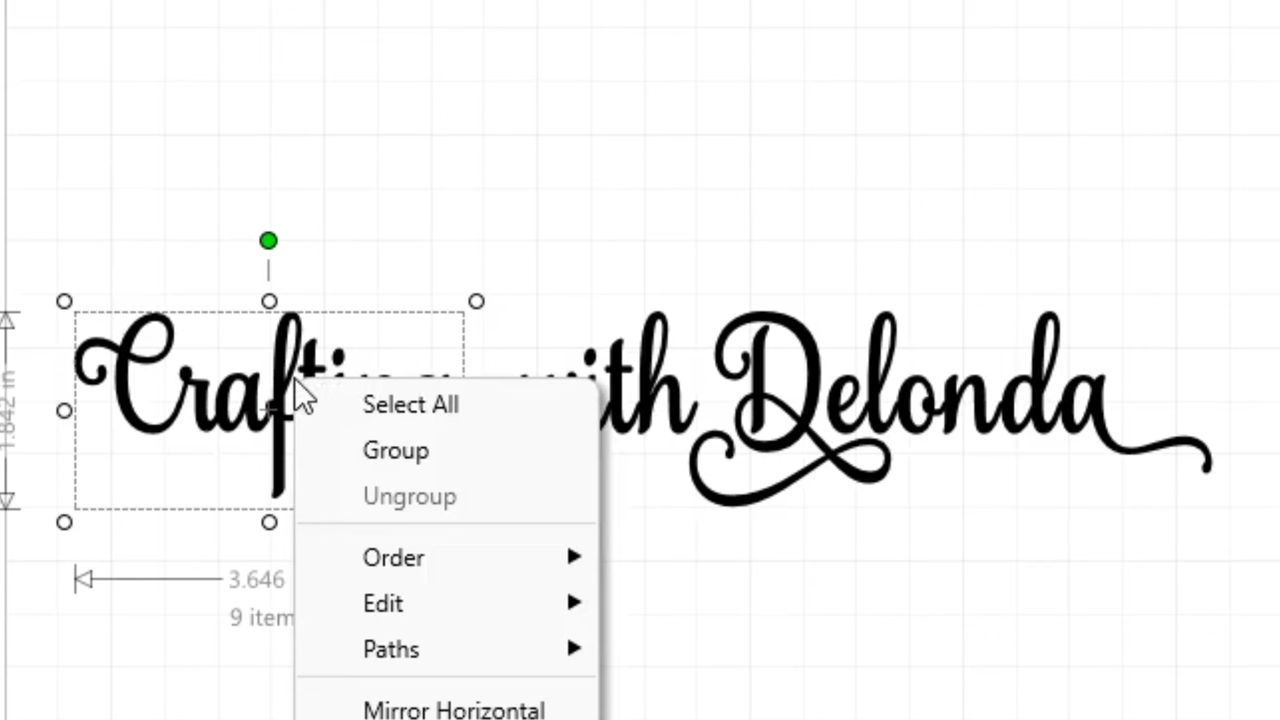 Crafting with Delonda
1.842 in
Select All
Group
Ungroup
Order
Edit
Paths
Mirror Horizontal
3.646
9 item